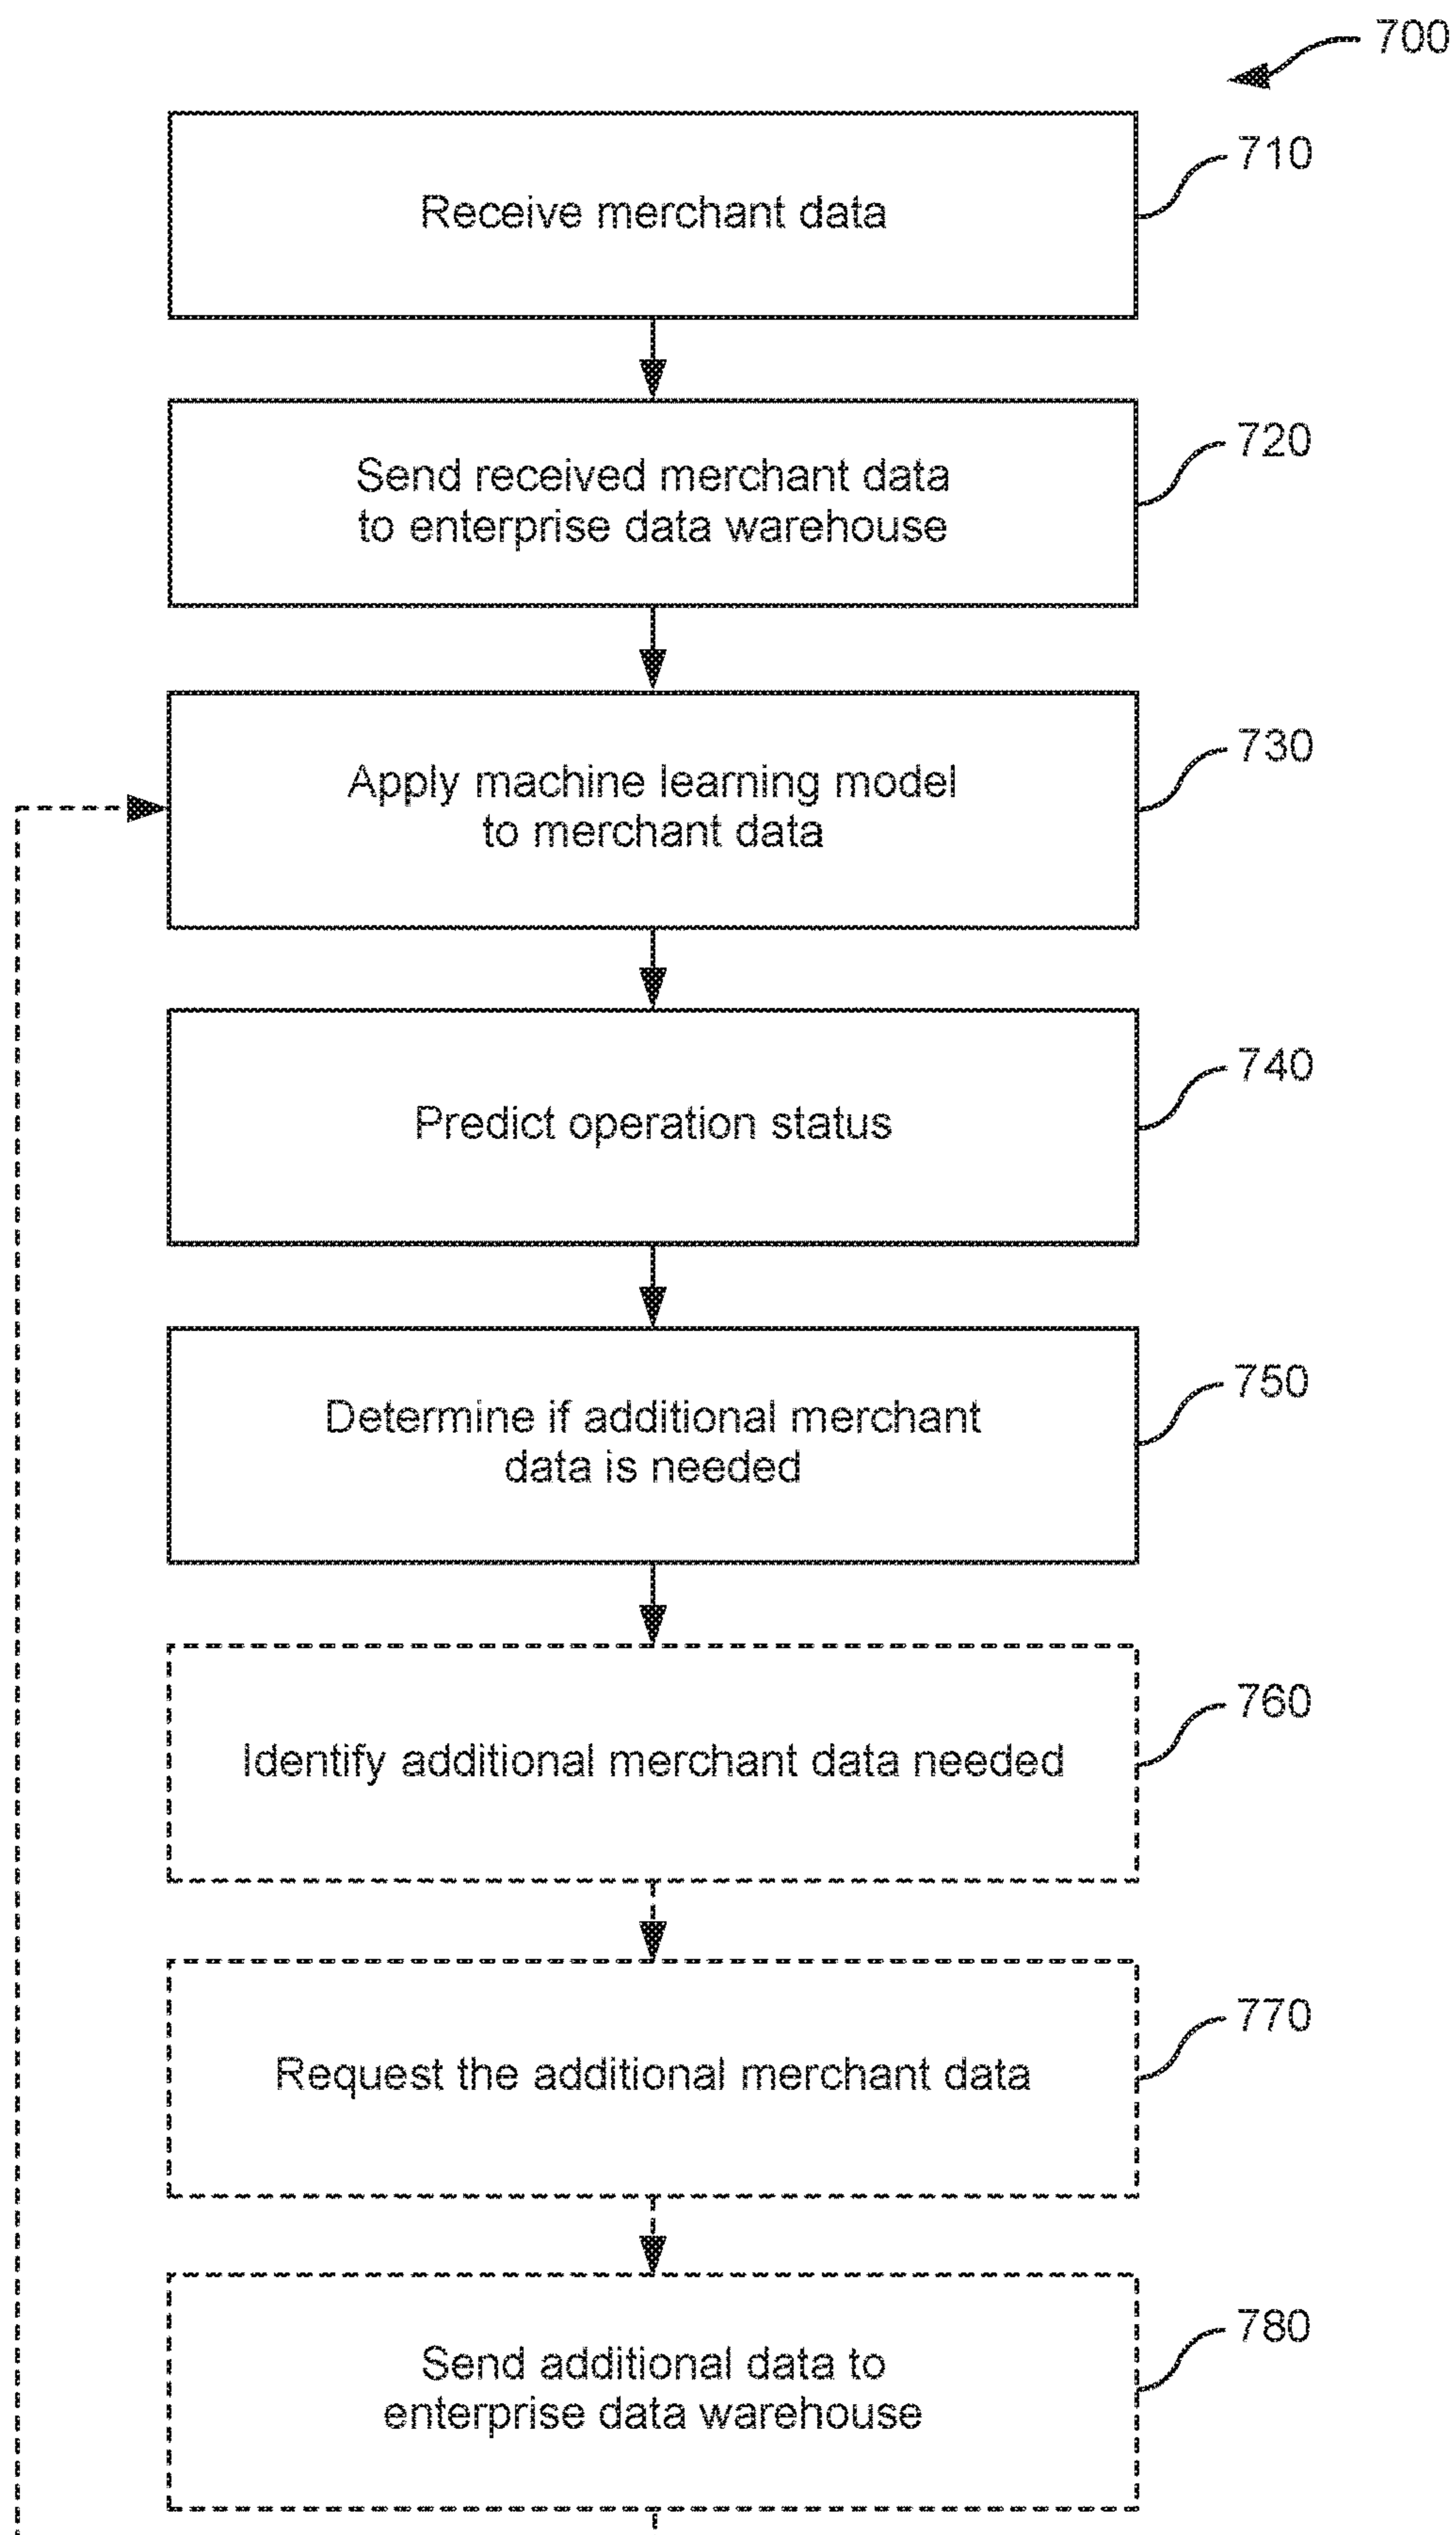 700
Receive merchant data
710
Send received merchant data
to enterprise data warehouse
720
Apply machine learning model
to merchant data
730
Predict operation status
740
Determine if additional merchant
data is needed
750
Identify additional merchant data needed
760
Request the additional merchant data
770
Send additional data to
enterprise data warehouse
780